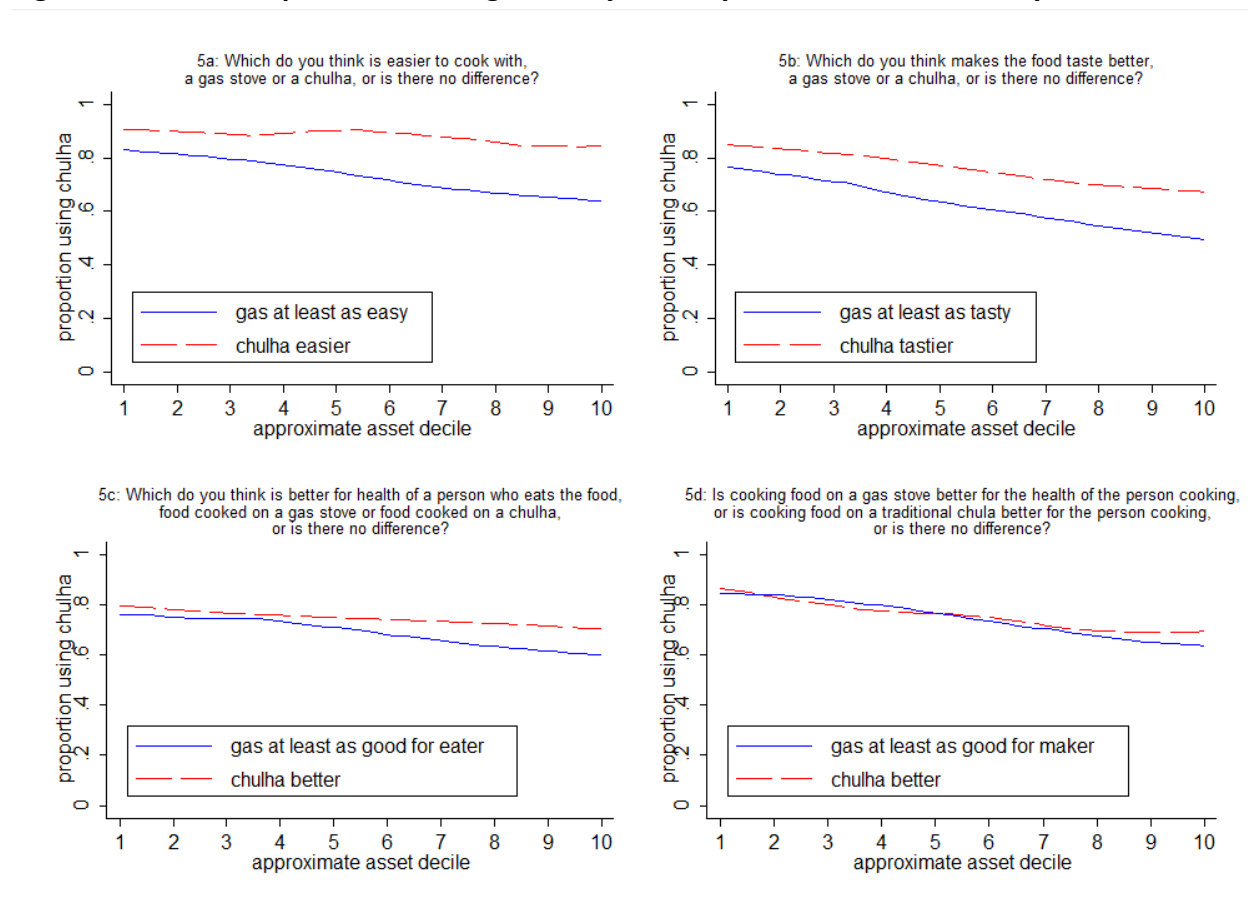 5a: Which do you think is easier to cook with,
a gas stove or a chulha, or is there no difference?
proportion using chulha
1
.8
.6
.4
.2
0
gas at least as easy
chulha easier
1 2 3 4 5 6 7 8 9 10
approximate asset decile
5b: Which do you think makes the food taste better,
a gas stove or a chulha, or is there no difference?
proportion using chulha
1
.8
.6
.4
.2
0
gas at least as tasty
chulha tastier
1 2 3 4 5 6 7 8 9 10
approximate asset decile
5c: Which do you think is better for health of a person who eats the food,
food cooked on a gas stove or food cooked on a chulha,
or is there no difference?
proportion using chulha
1
.8
.6
.4
.2
0
gas at least as good for eater
chulha better
1 2 3 4 5 6 7 8 9 10
approximate asset decile
5d: Is cooking food on a gas stove better for the health of the person cooking,
or is cooking food on a traditional chula better for the person cooking,
or is there no difference?
proportion using chulha
1
.8
.6
.4
.2
0
gas at least as good for maker
chulha better
1 2 3 4 5 6 7 8 9 10
approximate asset decile